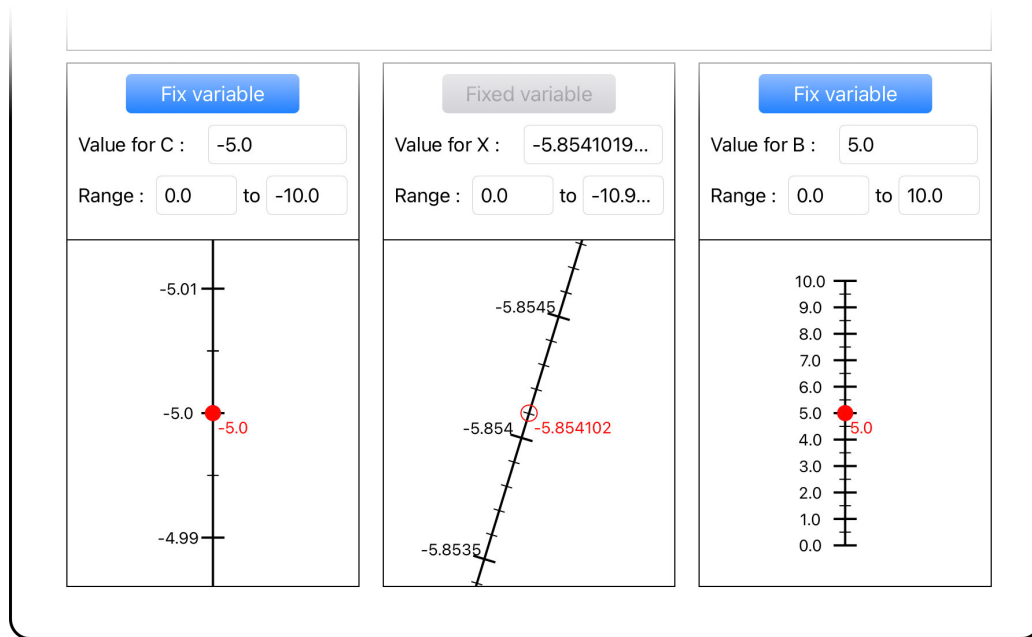 Fix variable
Value for C : -5.0
Range : 0.0 to -10.0
-5.01
-5.0
-5.0
-4.99
Fixed variable
Value for X : -5.8541019...
Range : 0.0 to -10.9...
-5.8545
-5.854
-5.854102
-5.8535
Fix variable
Value for B : 5.0
Range : 0.0 to 10.0
10.0
9.0
8.0
7.0
6.0
5.0
5.0
4.0
3.0
2.0
1.0
0.0